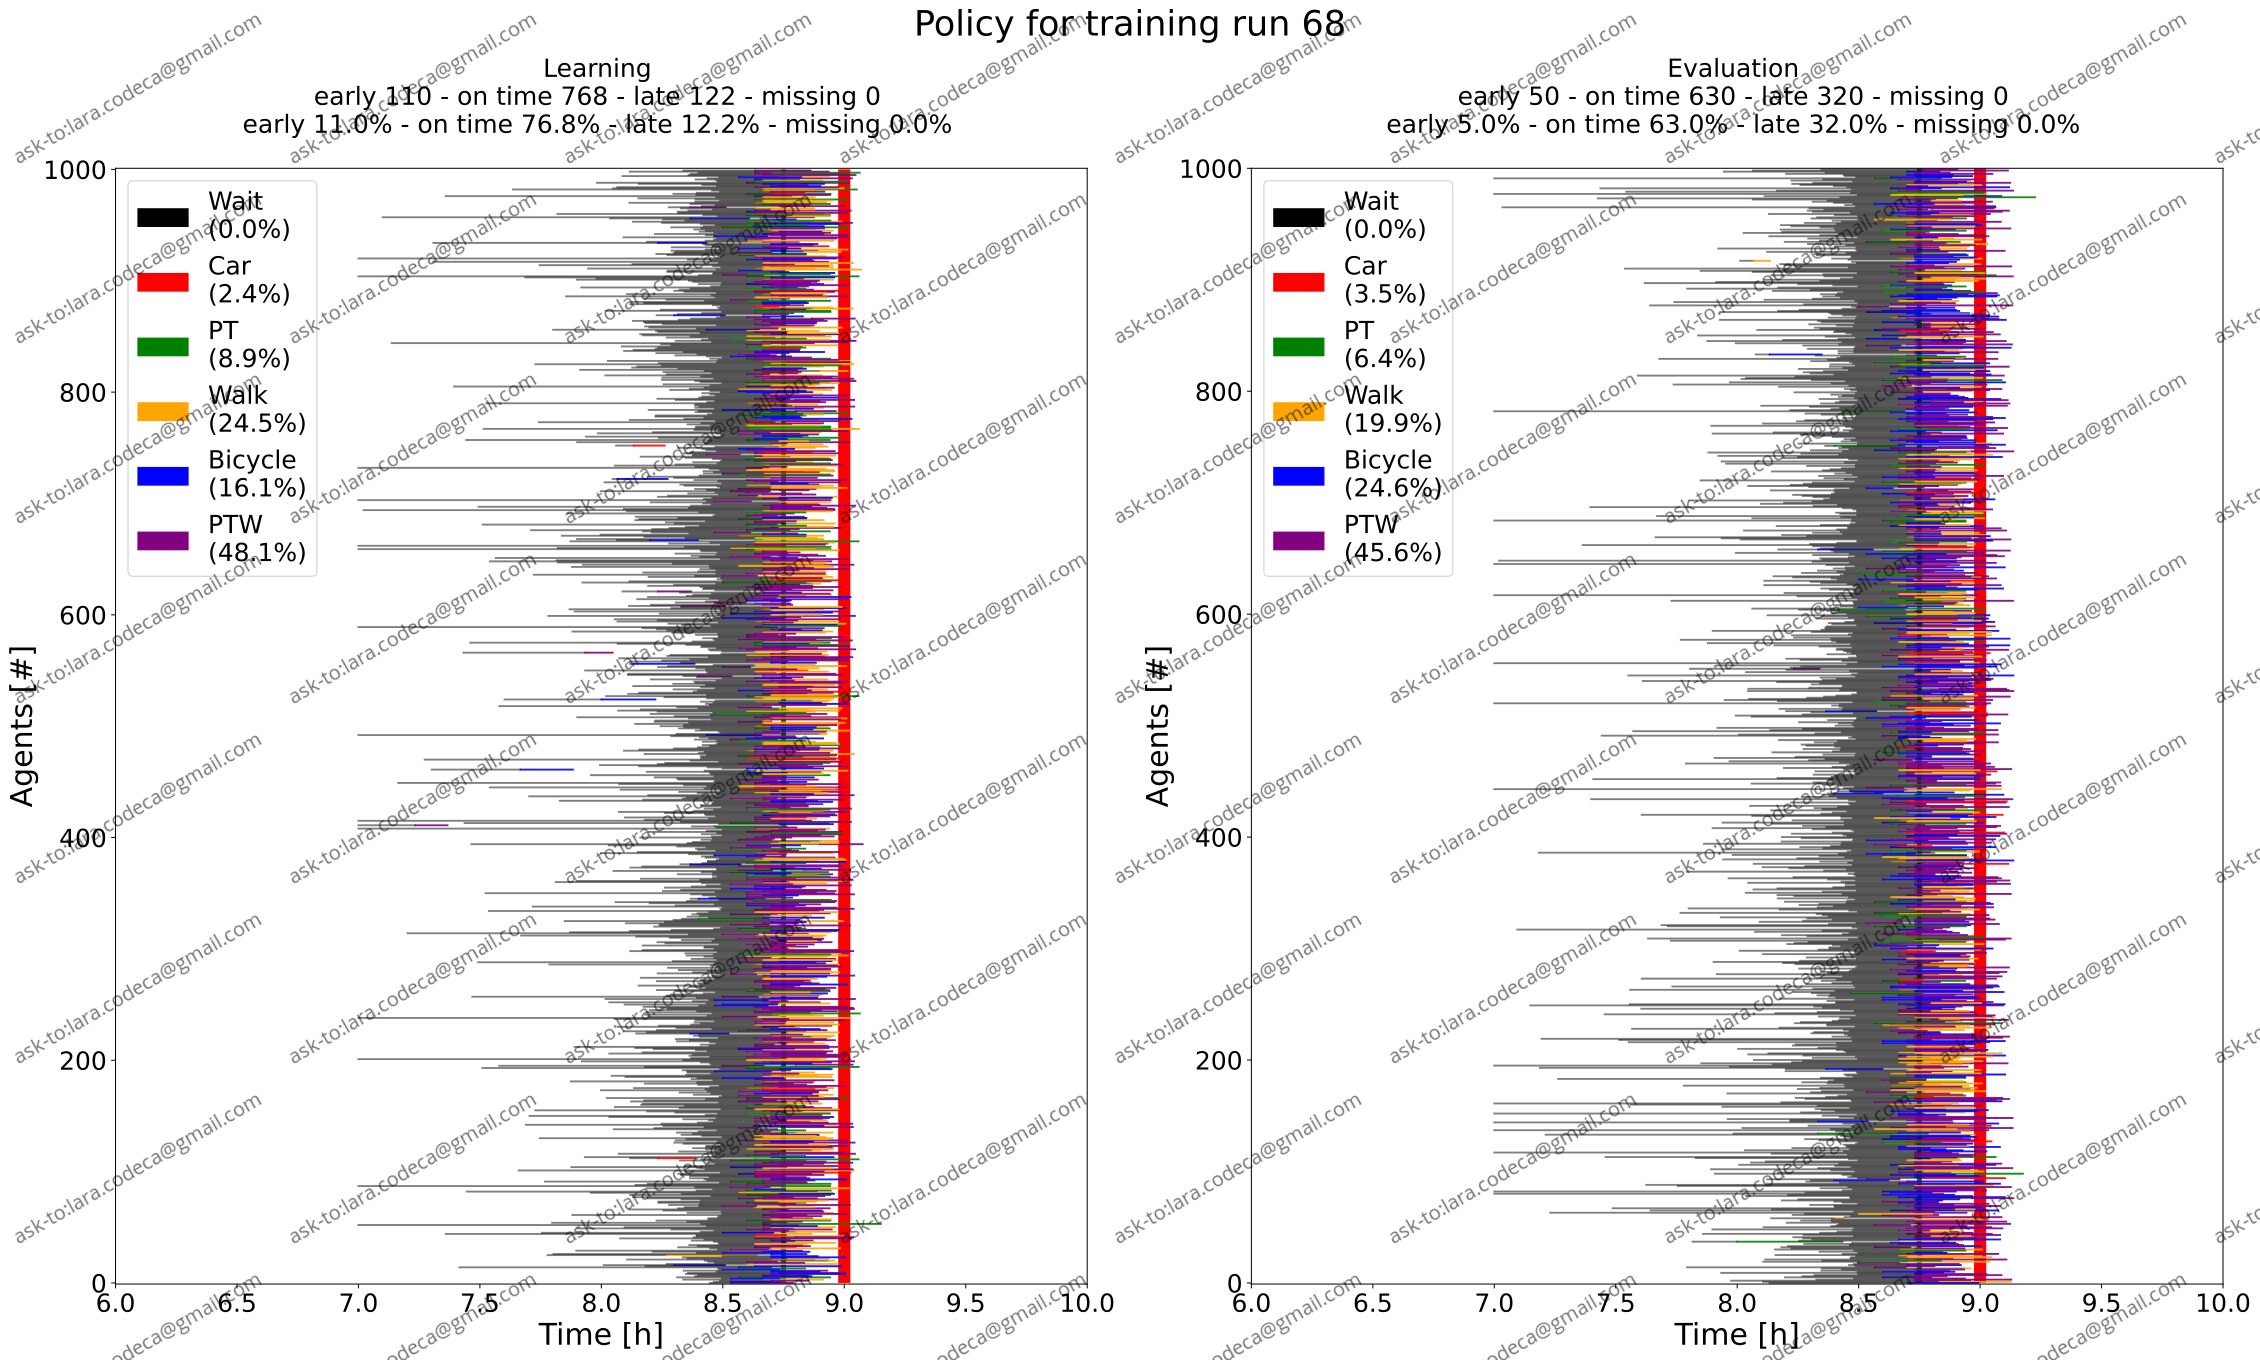 Policy for training run 68
Learning
early 110 - on time 768 - late 122 - missing 0
early 11.0% - on time 76.8% - late 12.2% - missing 0.0%
1000
800
600
400
200
0
Agents [#]
Wait
(0.0%)
Car
(2.4%)
PT
(8.9%)
Walk
(24.5%)
Bicycle
(16.1%)
PTW
(48.1%)
6.0 6.5 7.0 7.5 8.0 8.5 9.0 9.5 10.0
Time [h]
Evaluation
early 50 - on time 630 - late 320 - missing 0
early 5.0% - on time 63.0% - late 32.0% - missing 0.0%
1000
800
600
400
200
0
Agents [#]
Wait
(0.0%)
Car
(3.5%)
PT
(6.4%)
Walk
(19.9%)
Bicycle
(24.6%)
PTW
(45.6%)
6.0 6.5 7.0 7.5 8.0 8.5 9.0 9.5 10.0
Time [h]
ask-to:lara.codeca@gmail.com